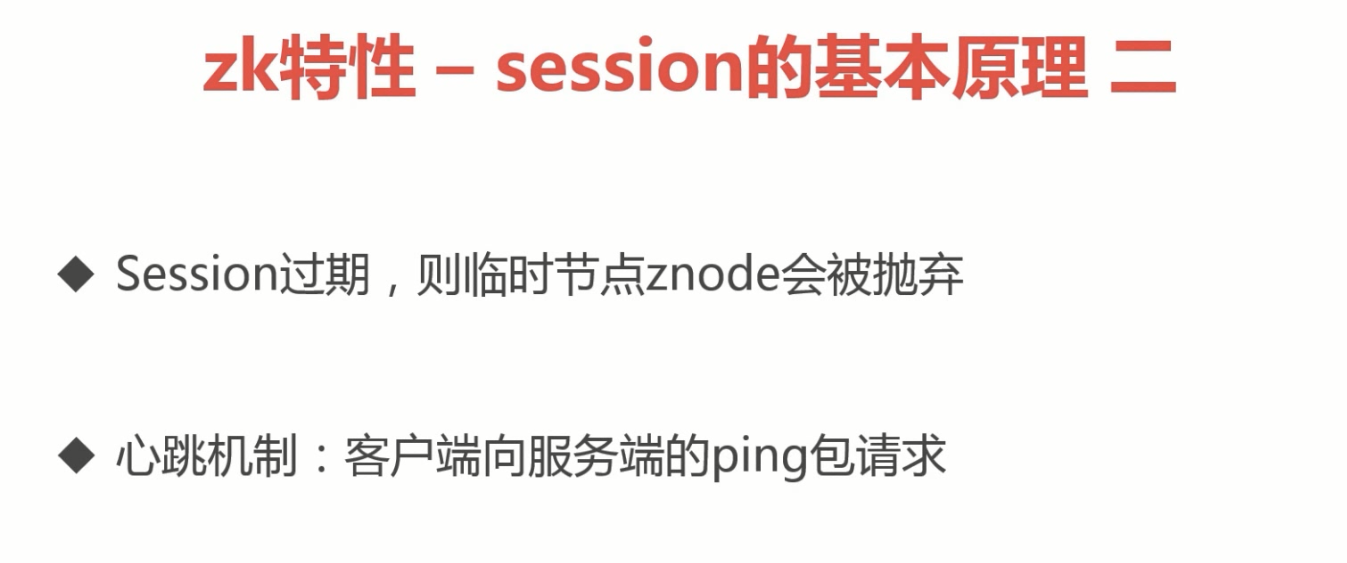 zk特性 – session的基本原理 二
◆ Session过期，则临时节点znode会被抛弃
◆ 心跳机制：客户端向服务端的ping包请求